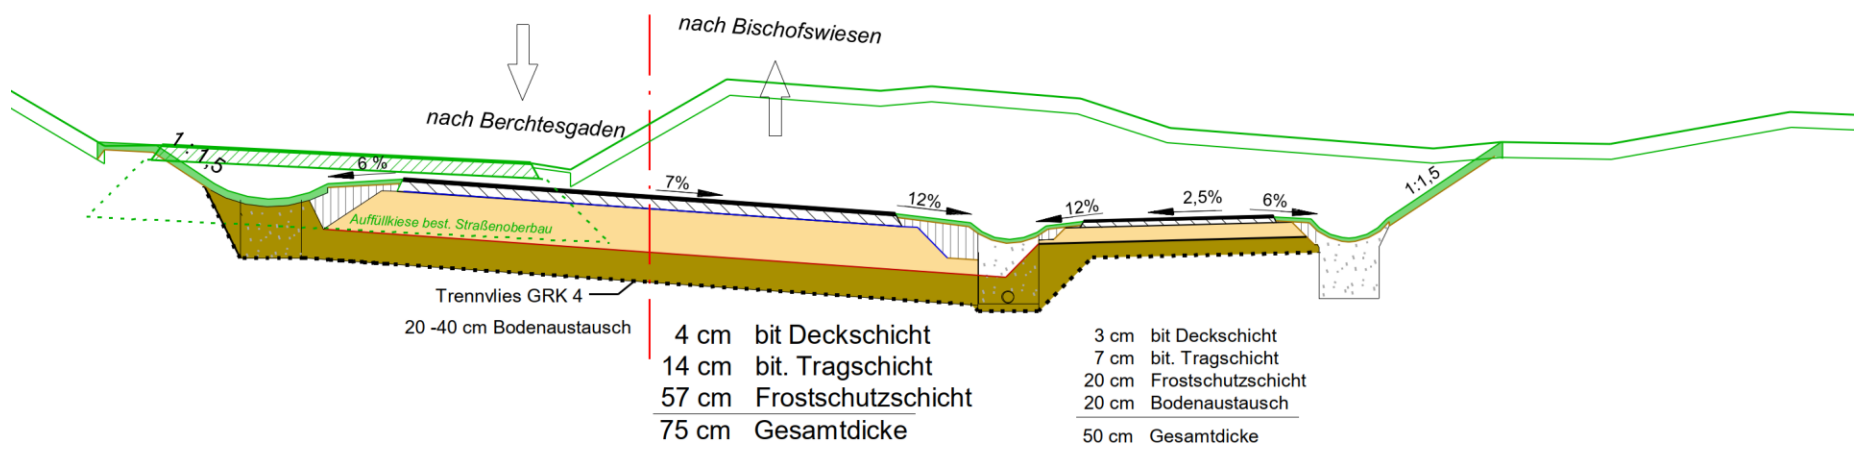 nach Bischofswiesen
nach Berchtesgaden
1 : 1,5
6 %
7%
12%
12%
2,5%
6%
1:1,5
Auffüllkiese best. Straßenoberbau
Trennvlies GRK 4
20 -40 cm Bodenaustausch
4 cm bit Deckschicht
14 cm bit. Tragschicht
57 cm Frostschutzschicht
75 cm Gesamtdicke
3 cm bit Deckschicht
7 cm bit. Tragschicht
20 cm Frostschutzschicht
20 cm Bodenaustausch
50 cm Gesamtdicke